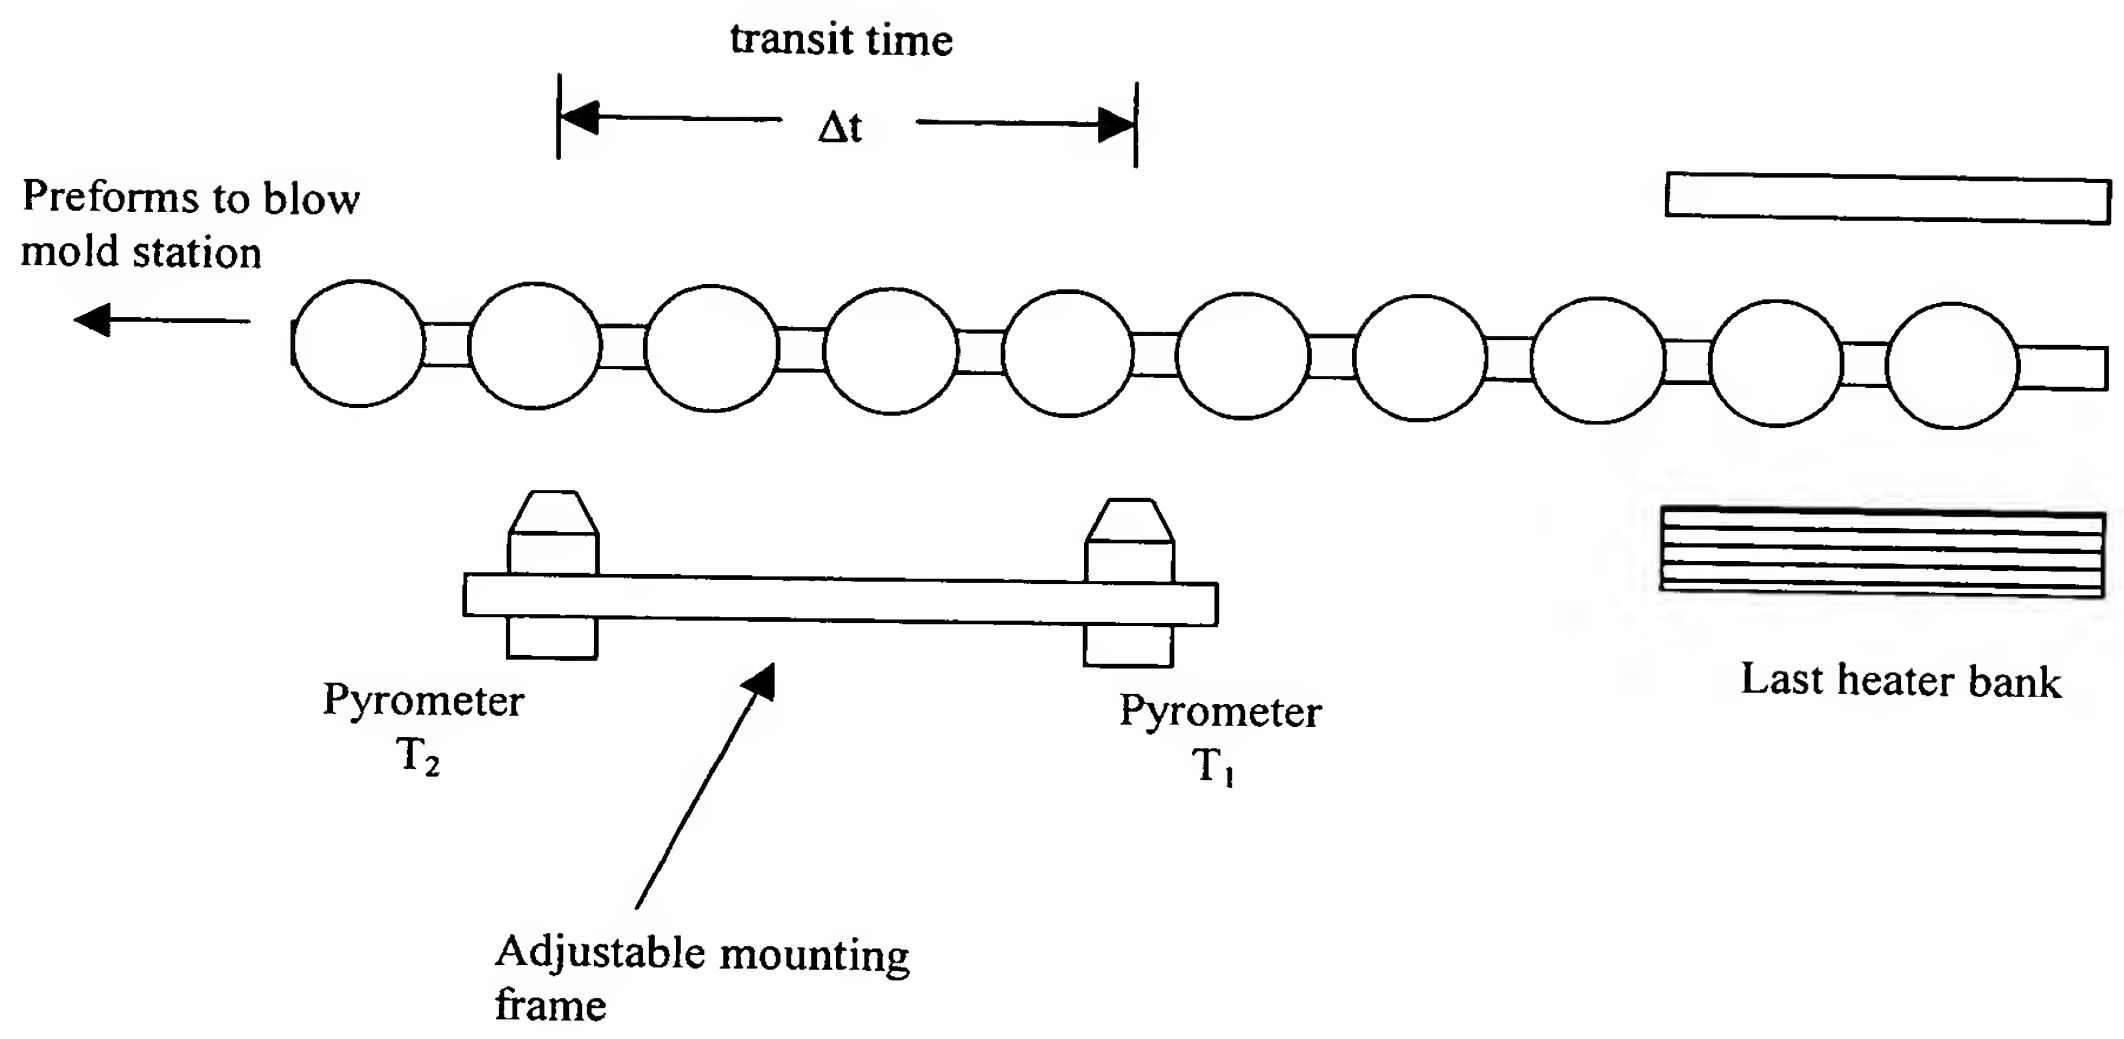 transit time
Δt
Preforms to blow
mold station
Last heater bank
Pyrometer
T₂
Pyrometer
T₁
Adjustable mounting
frame